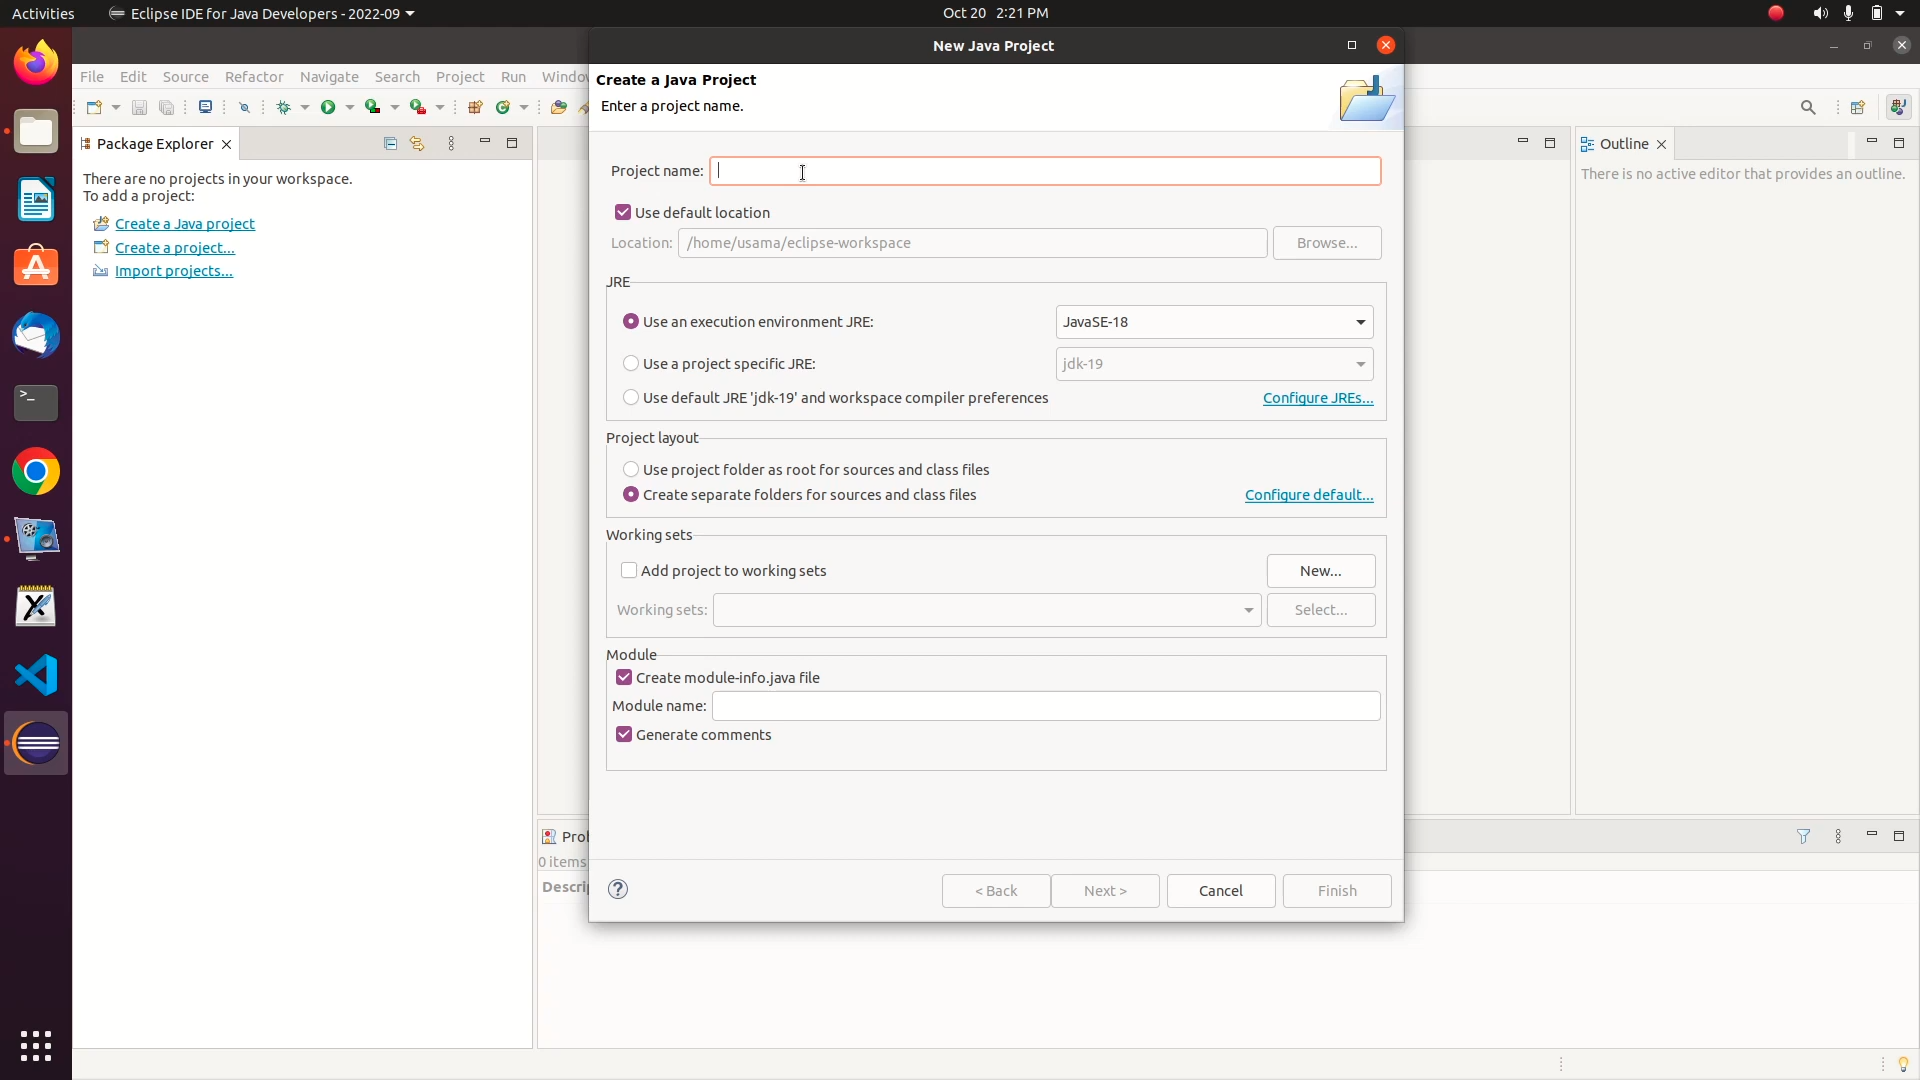 Activities Eclipse IDE for Java Developers - 2022-09 Oct 20 2:21 PM
New Java Project
File Edit Source Refactor Navigate Search Project Run
Create a Java Project
Enter a project name.
Package Explorer
Outline
There are no projects in your workspace.
To add a project:
Create a Java project
Create a project...
Import projects...
There is no active editor that provides an outline.
Project name:
Use default location
Location: /home/usama/eclipse-workspace Browse...
JRE
Use an execution environment JRE: JavaSE-18
Use a project specific JRE: jdk-19
Use default JRE 'jdk-19' and workspace compiler preferences Configure JREs...
Project layout
Use project folder as root for sources and class files
Create separate folders for sources and class files Configure default...
Working sets
Add project to working sets New...
Working sets: Select...
Module
Create module-info.java file
Module name:
Generate comments
0 items
< Back Next > Cancel Finish